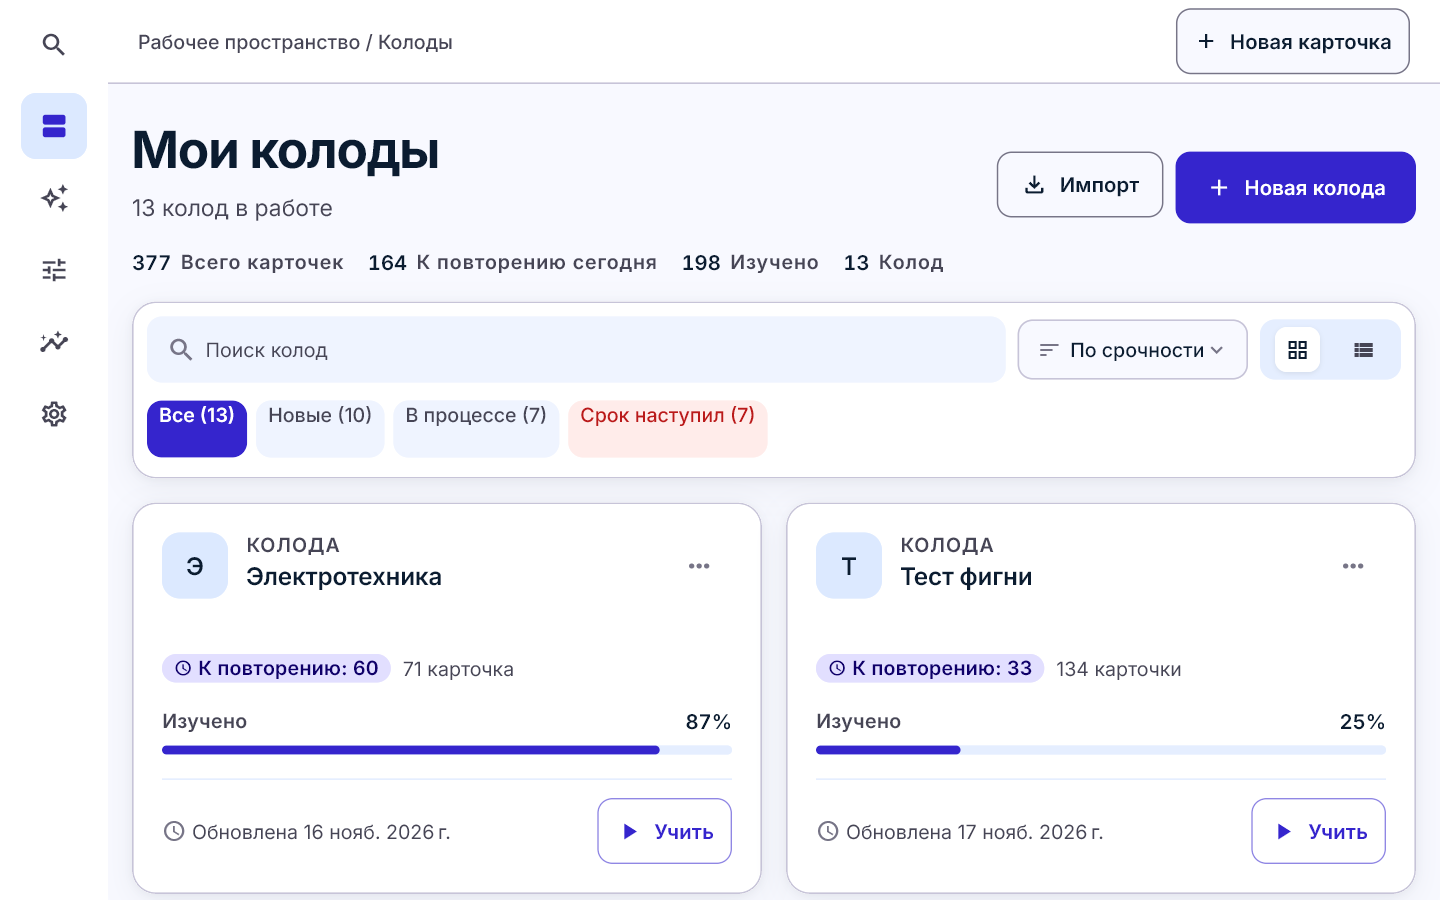 Рабочее пространство / Колоды
Новая карточка
Мои колоды
13 колод в работе
Импорт
Новая колода
377 Всего карточек 164 К повторению сегодня 198 Изучено 13 Колод
Поиск колод
По срочности
Все (13) Новые (10) В процессе (7) Срок наступил (7)
Э
КОЛОДА
Электротехника
К повторению: 60 71 карточка
Изучено 87%
Обновлена 16 нояб. 2026 г.
Учить
Т
КОЛОДА
Тест фигни
К повторению: 33 134 карточки
Изучено 25%
Обновлена 17 нояб. 2026 г.
Учить